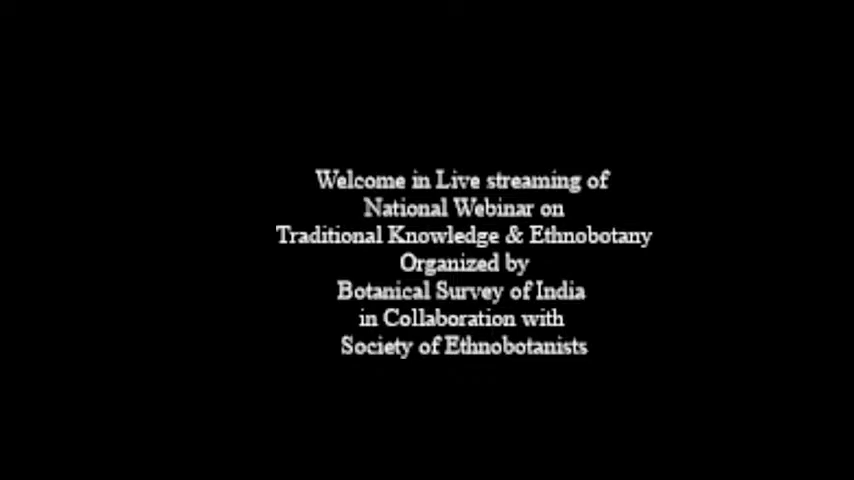 Welcome in Live streaming of
National Webinar on
Traditional Knowledge & Ethnobotany
Organized by
Botanical Survey of India
in Collaboration with
Society of Ethnobotanists